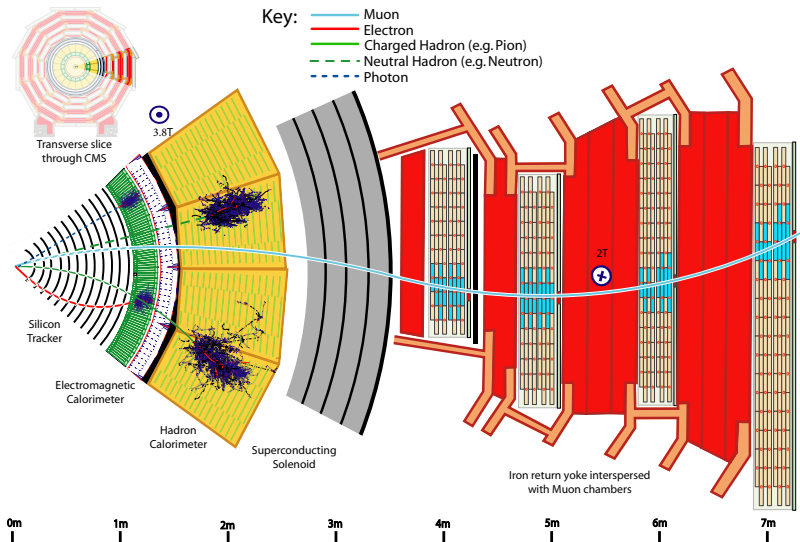 Key:
Muon
Electron
Charged Hadron (e.g. Pion)
Neutral Hadron (e.g. Neutron)
Photon
Transverse slice
through CMS
3.8T
2T
Silicon
Tracker
Electromagnetic
Calorimeter
Hadron
Calorimeter
Superconducting
Solenoid
Iron return yoke interspersed
with Muon chambers
0m
1m
2m
3m
4m
5m
6m
7m